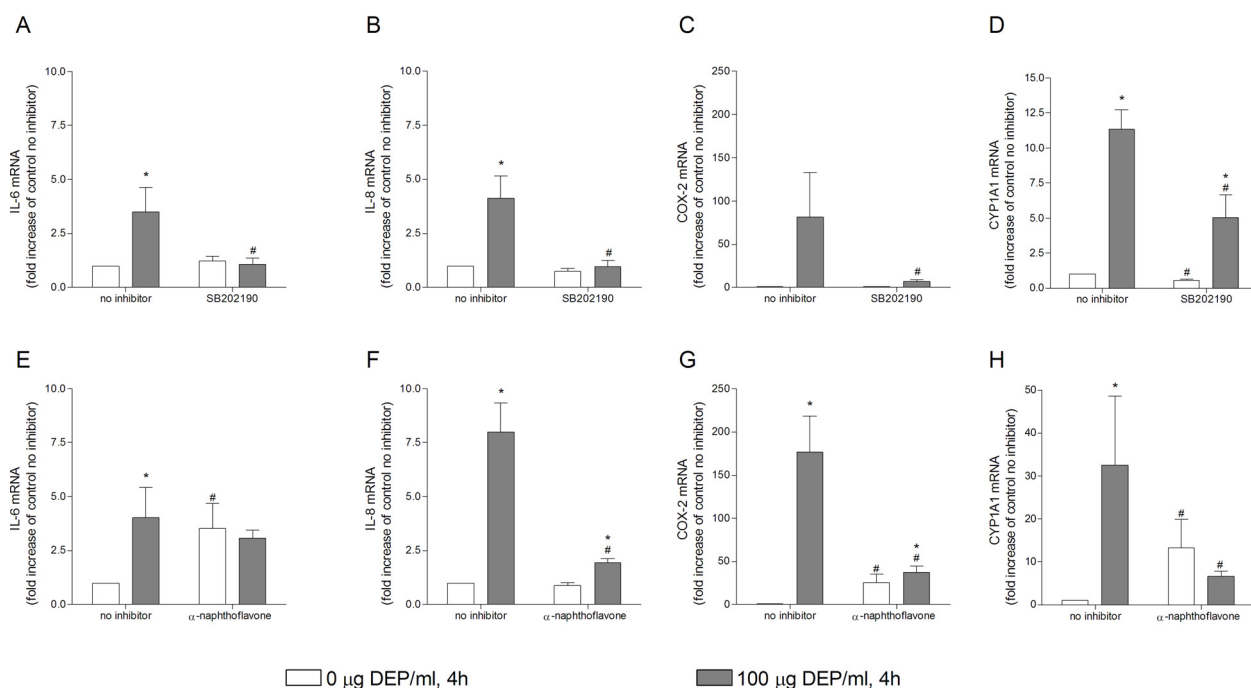 A
IL-6 mRNA
(fold increase of control no inhibitor)
10.0
7.5
5.0
2.5
0.0
*
#
no inhibitor
SB202190
B
IL-8 mRNA
(fold increase of control no inhibitor)
10.0
7.5
5.0
2.5
0.0
*
#
no inhibitor
SB202190
C
COX-2 mRNA
(fold increase of control no inhibitor)
250
200
150
100
50
0
#
no inhibitor
SB202190
D
CYP1A1 mRNA
(fold increase of control no inhibitor)
15.0
12.5
10.0
7.5
5.0
2.5
0.0
*
#
*
#
no inhibitor
SB202190
E
IL-6 mRNA
(fold increase of control no inhibitor)
10.0
7.5
5.0
2.5
0.0
*
#
no inhibitor
α-naphthoflavone
F
IL-8 mRNA
(fold increase of control no inhibitor)
10.0
7.5
5.0
2.5
0.0
*
*
#
no inhibitor
α-naphthoflavone
G
COX-2 mRNA
(fold increase of control no inhibitor)
250
200
150
100
50
0
*
#
*
#
no inhibitor
α-naphthoflavone
H
CYP1A1 mRNA
(fold increase of control no inhibitor)
50
40
30
20
10
0
*
#
#
no inhibitor
α-naphthoflavone
0 µg DEP/ml, 4h
100 µg DEP/ml, 4h